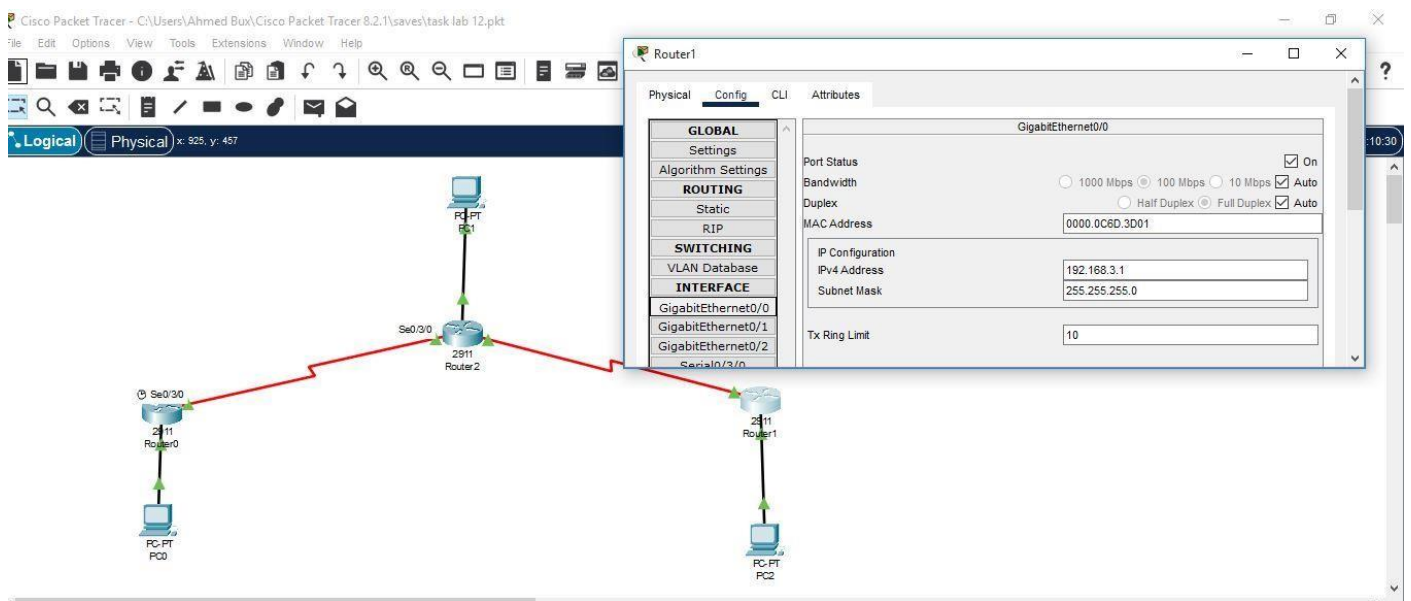 Cisco Packet Tracer - C:\Users\Ahmed Bux\Cisco Packet Tracer 8.2.1\saves\task lab 12.pkt
File Edit Options View Tools Extensions Window Help
Logical Physical x: 925, y: 457
:10:30
PC-PT
PC1
Se0/3/0
2911
Router2
Se0/3/0
2911
Router0
2911
Router1
PC-PT
PC0
PC-PT
PC2
Router1
Physical Config CLI Attributes
GLOBAL
Settings
Algorithm Settings
ROUTING
Static
RIP
SWITCHING
VLAN Database
INTERFACE
GigabitEthernet0/0
GigabitEthernet0/1
GigabitEthernet0/2
Serial0/3/0
GigabitEthernet0/0
Port Status On
Bandwidth 1000 Mbps 100 Mbps 10 Mbps Auto
Duplex Half Duplex Full Duplex Auto
MAC Address 0000.0C6D.3D01
IP Configuration
IPv4 Address 192.168.3.1
Subnet Mask 255.255.255.0
Tx Ring Limit 10